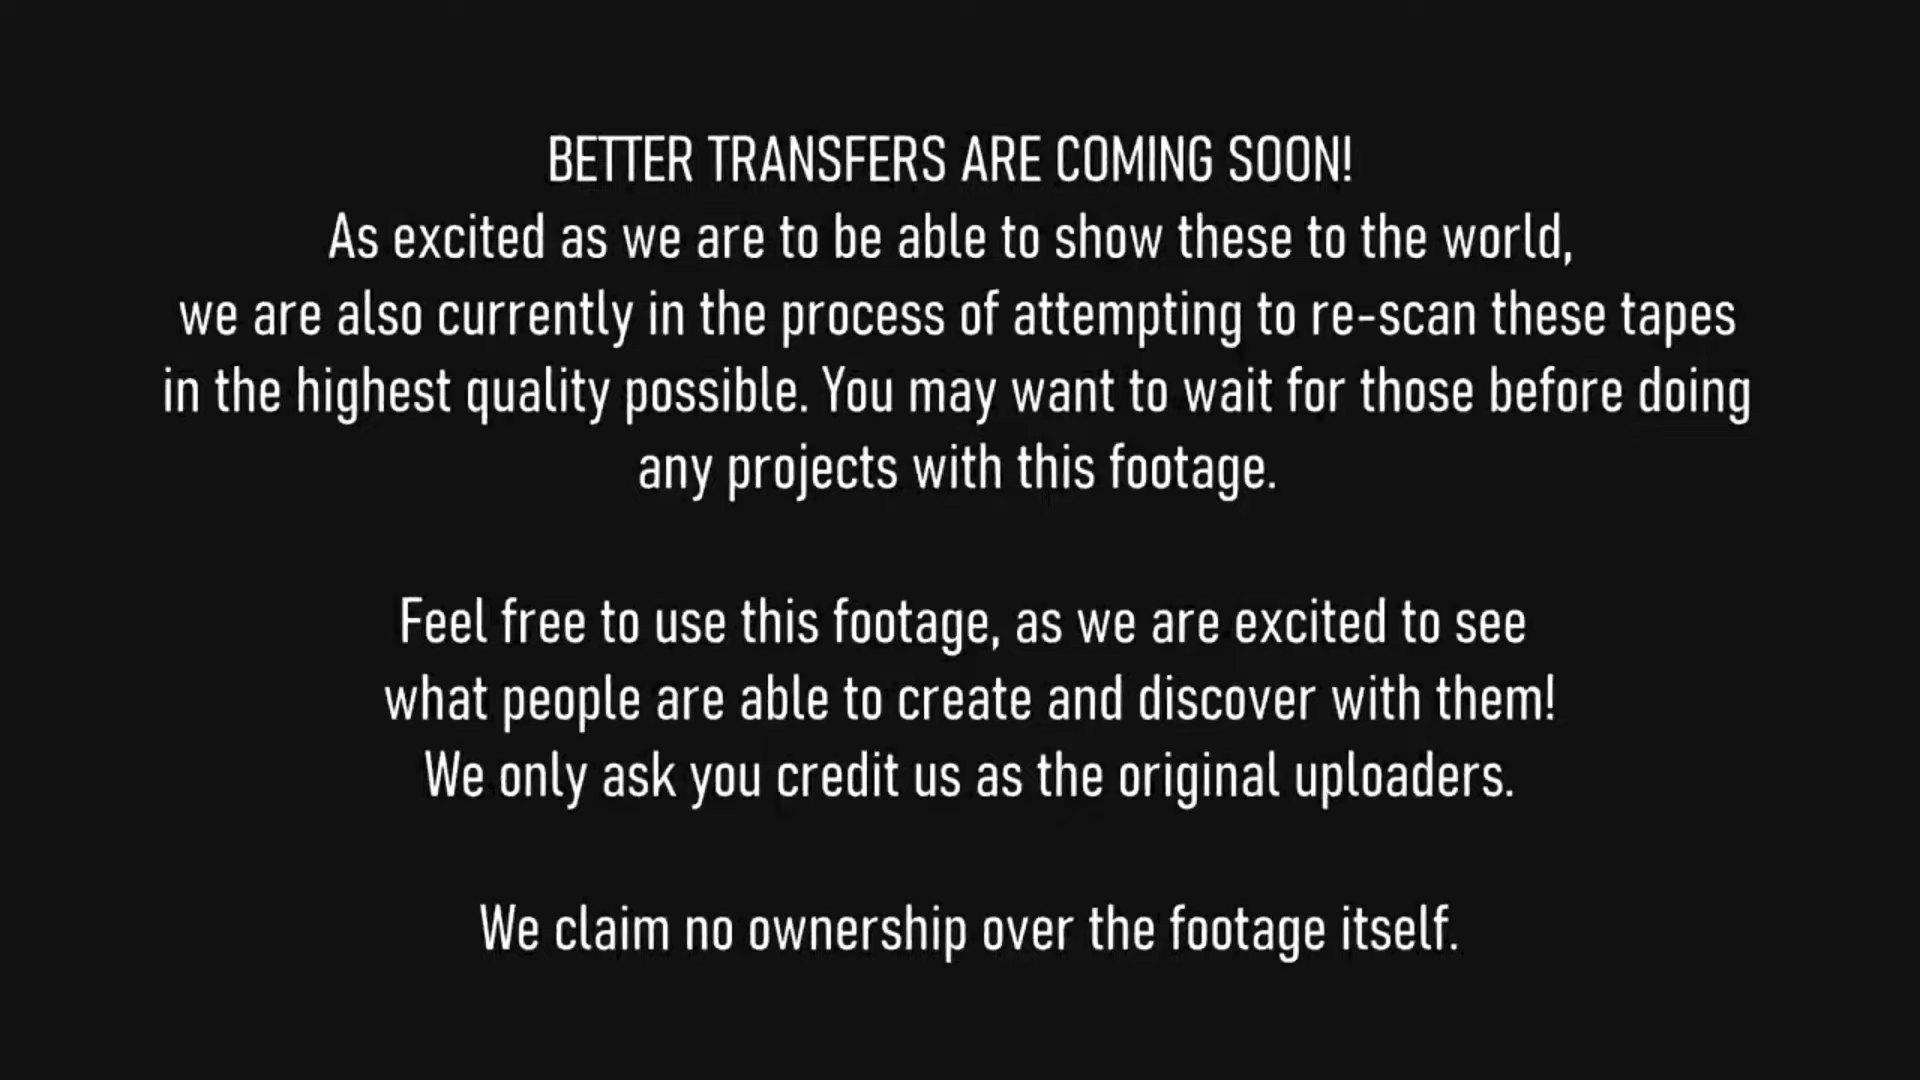 BETTER TRANSFERS ARE COMING SOON!
As excited as we are to be able to show these to the world,
we are also currently in the process of attempting to re-scan these tapes
in the highest quality possible. You may want to wait for those before doing
any projects with this footage.
Feel free to use this footage, as we are excited to see
what people are able to create and discover with them!
We only ask you credit us as the original uploaders.
We claim no ownership over the footage itself.